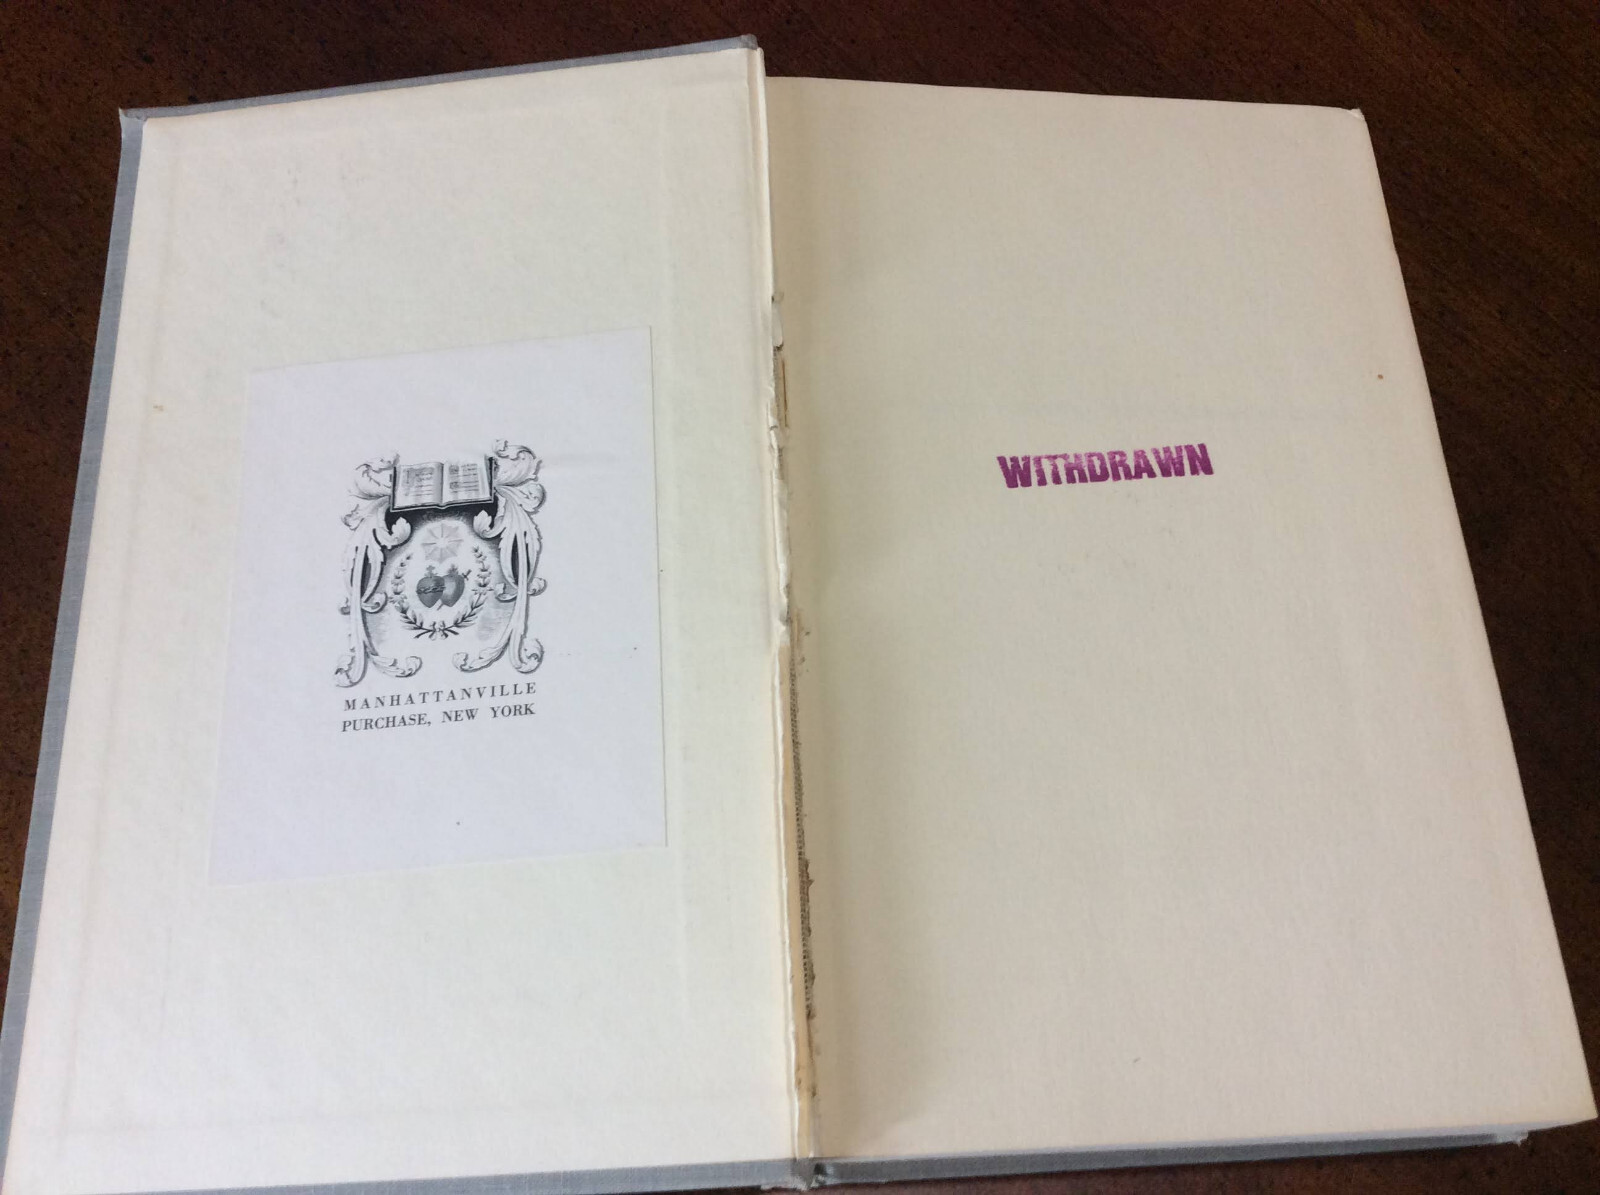 MANHATTANVILLE
PURCHASE, NEW YORK
WITHDRAWN